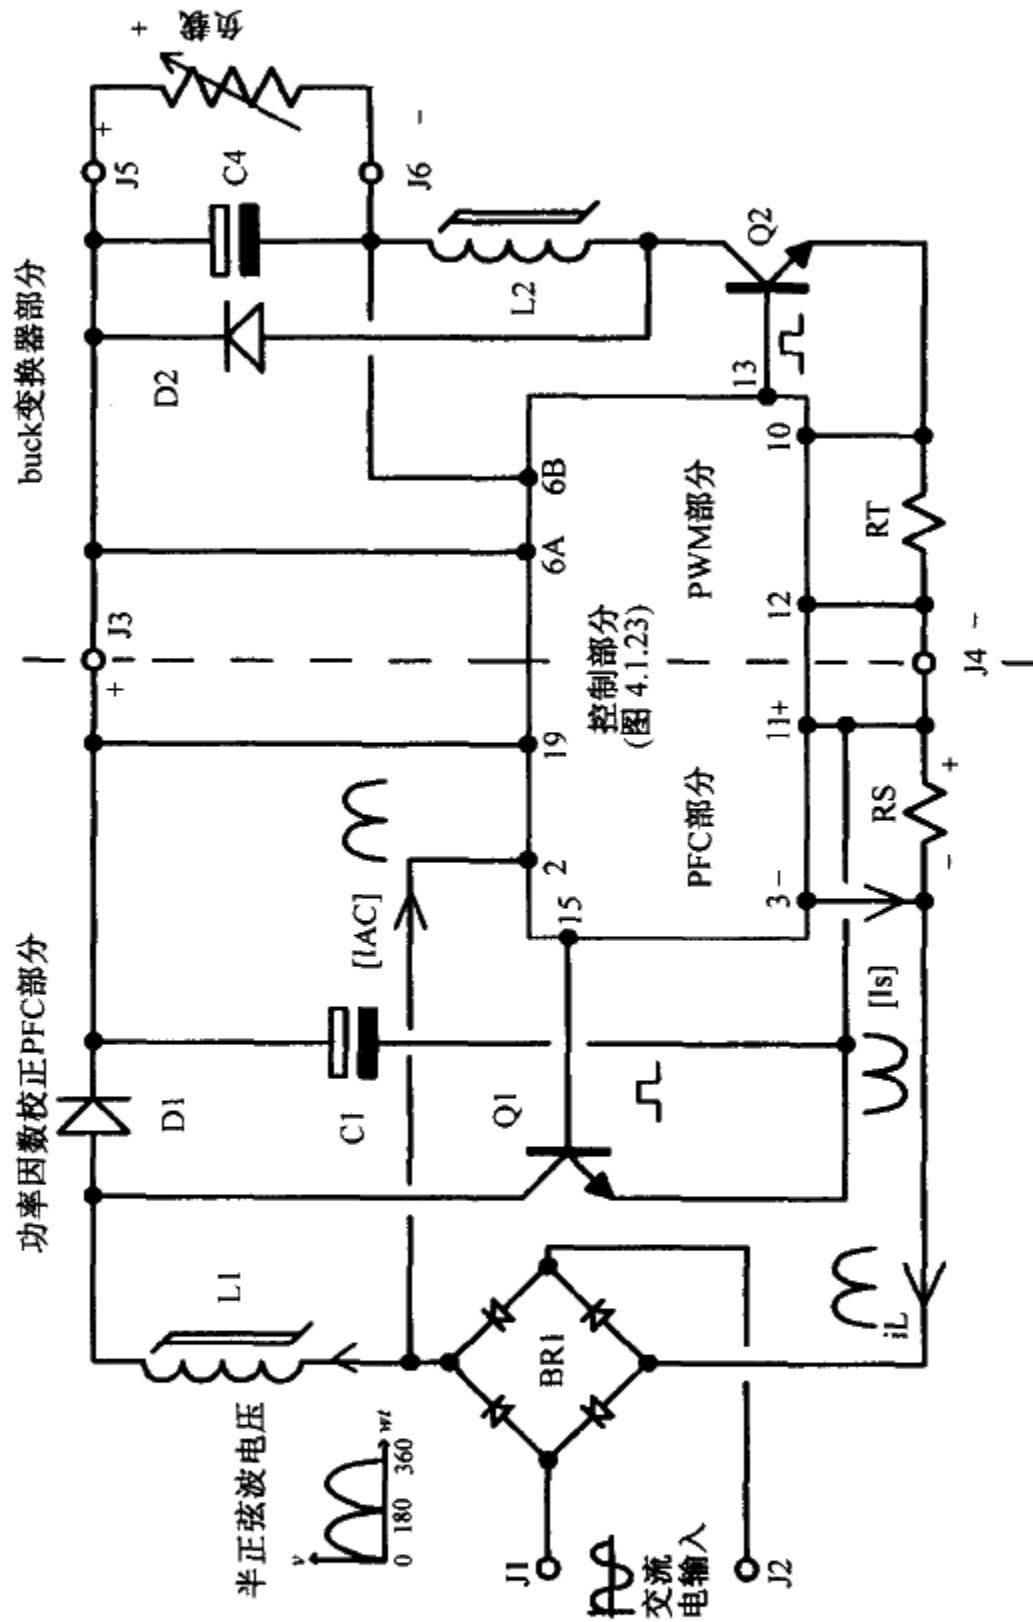 功率因数校正PFC部分
buck变换器部分
半正弦波电压
v
wt
0 180 360
L1
D1
C1
[IAC]
+
J3
D2
C4
+
J5
+
负载
J6
−
L2
Q2
BR1
Q1
15
2
19
6A
6B
13
控制部分
(图 4.1.23)
PFC部分
PWM部分
3−
11+
12
10
J1
交流
电输入
J2
iL
[Is]
−
RS
+
J4
−
RT